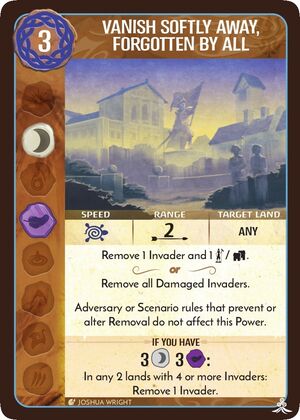 3
VANISH SOFTLY AWAY,
FORGOTTEN BY ALL
SPEED
RANGE
TARGET LAND
2
ANY
Remove 1 Invader and 1 / .
or
Remove all Damaged Invaders.
Adversary or Scenario rules that prevent or
alter Removal do not affect this Power.
IF YOU HAVE
3 3 :
In any 2 lands with 4 or more Invaders:
Remove 1 Invader.
JOSHUA WRIGHT